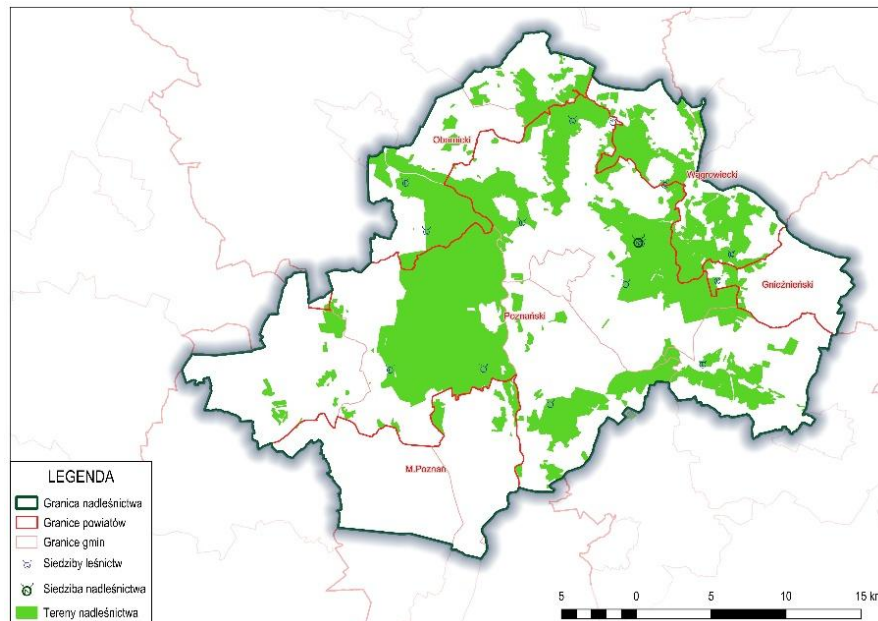 Obornicki
Wągrowiecki
Gnieźnieński
Poznański
M.Poznań
LEGENDA
Granica nadleśnictwa
Granice powiatów
Granice gmin
Siedziby leśnictw
Siedziba nadleśnictwa
Tereny nadleśnictwa
5 0 5 10 15 km